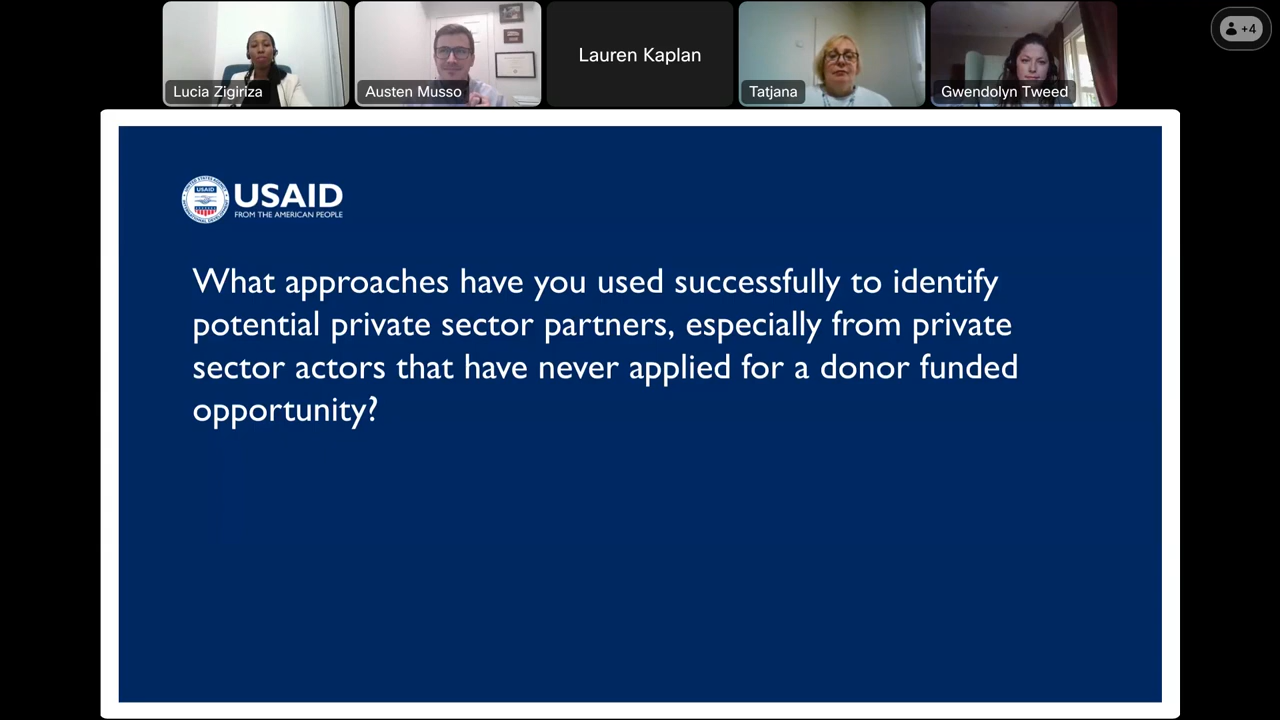 Lucia Zigiriza
Austen Musso
Lauren Kaplan
Tatjana
Gwendolyn Tweed
+4
USAID
USAID
FROM THE AMERICAN PEOPLE
What approaches have you used successfully to identify
potential private sector partners, especially from private
sector actors that have never applied for a donor funded
opportunity?